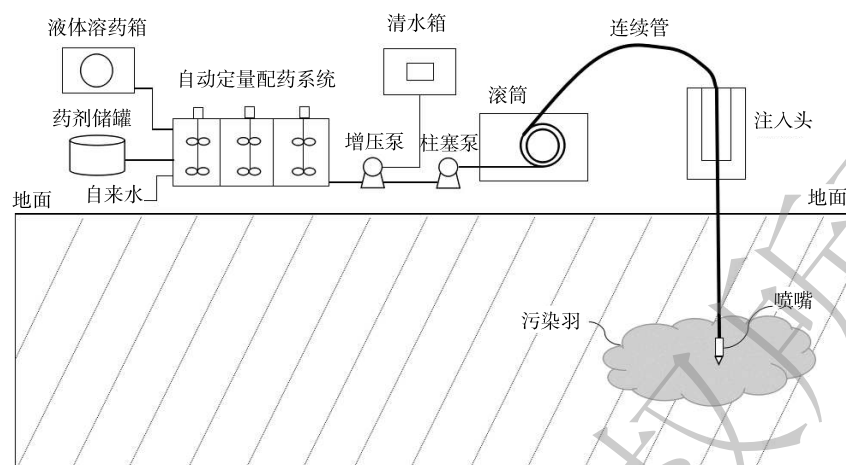 液体溶药箱
清水箱
连续管
自动定量配药系统
滚筒
药剂储罐
增压泵
柱塞泵
注入头
自来水
地面
地面
喷嘴
污染羽